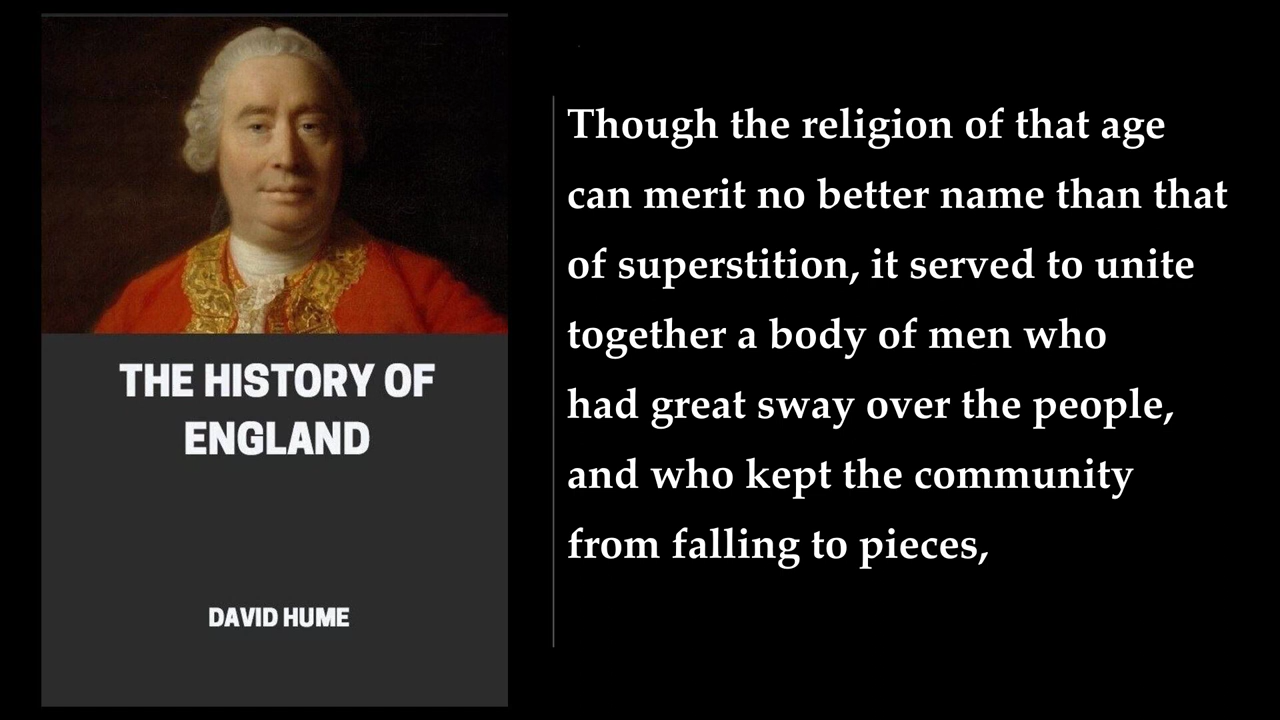 THE HISTORY OF
ENGLAND
DAVID HUME
Though the religion of that age
can merit no better name than that
of superstition, it served to unite
together a body of men who
had great sway over the people,
and who kept the community
from falling to pieces,